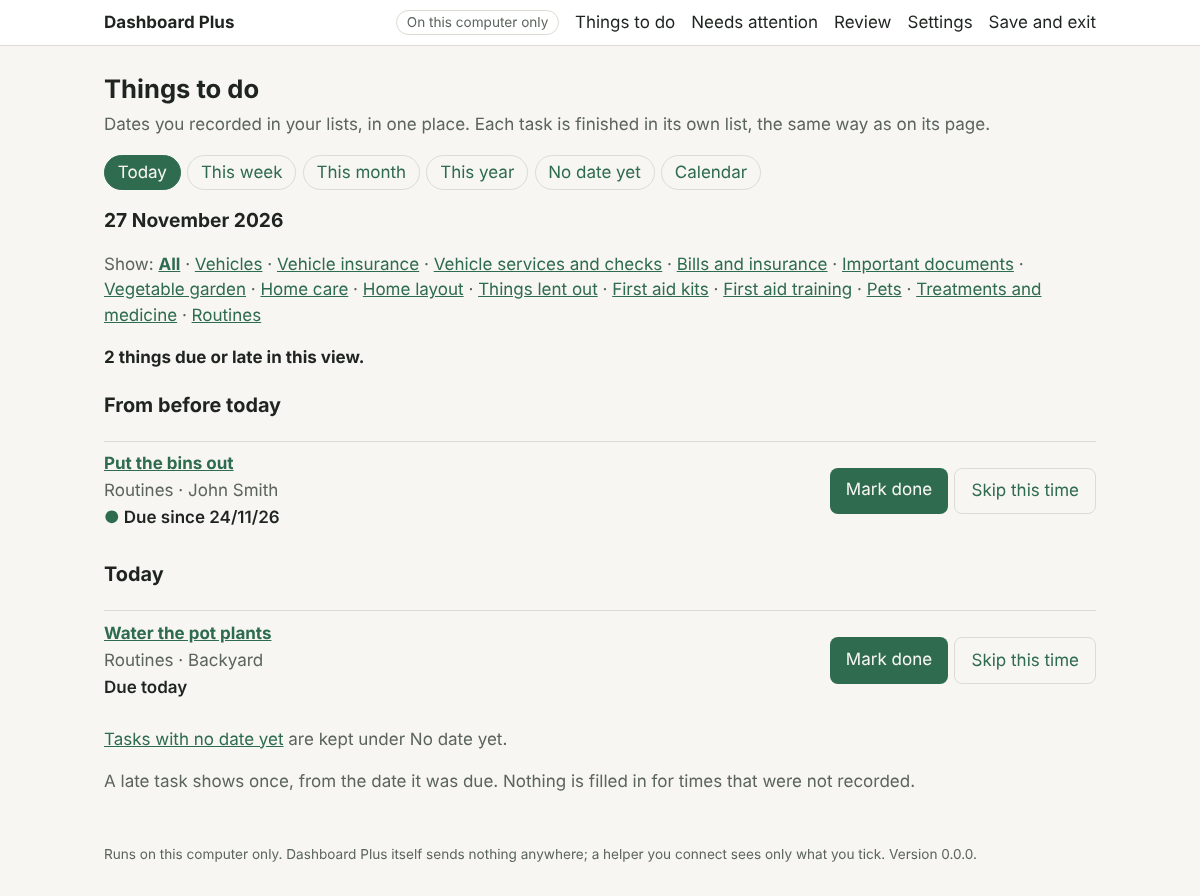 Dashboard Plus
On this computer only
Things to do
Needs attention
Review
Settings
Save and exit
Things to do
Dates you recorded in your lists, in one place. Each task is finished in its own list, the same way as on its page.
Today
This week
This month
This year
No date yet
Calendar
27 November 2026
Show: All · Vehicles · Vehicle insurance · Vehicle services and checks · Bills and insurance · Important documents ·
Vegetable garden · Home care · Home layout · Things lent out · First aid kits · First aid training · Pets · Treatments and
medicine · Routines
2 things due or late in this view.
From before today
Put the bins out
Routines · John Smith
Due since 24/11/26
Mark done
Skip this time
Today
Water the pot plants
Routines · Backyard
Due today
Mark done
Skip this time
Tasks with no date yet are kept under No date yet.
A late task shows once, from the date it was due. Nothing is filled in for times that were not recorded.
Runs on this computer only. Dashboard Plus itself sends nothing anywhere; a helper you connect sees only what you tick. Version 0.0.0.